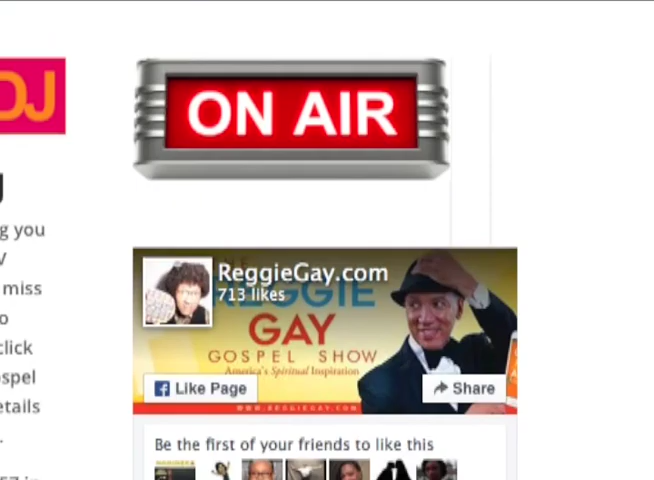 DJ
ON AIR
g you
V
miss
o
click
spel
etails
ReggieGay.com
713 likes
REGGIE
GAY
GOSPEL SHOW
America's Spiritual Inspiration
Like Page
Share
WWW.REGGIEGAY.COM
Be the first of your friends to like this